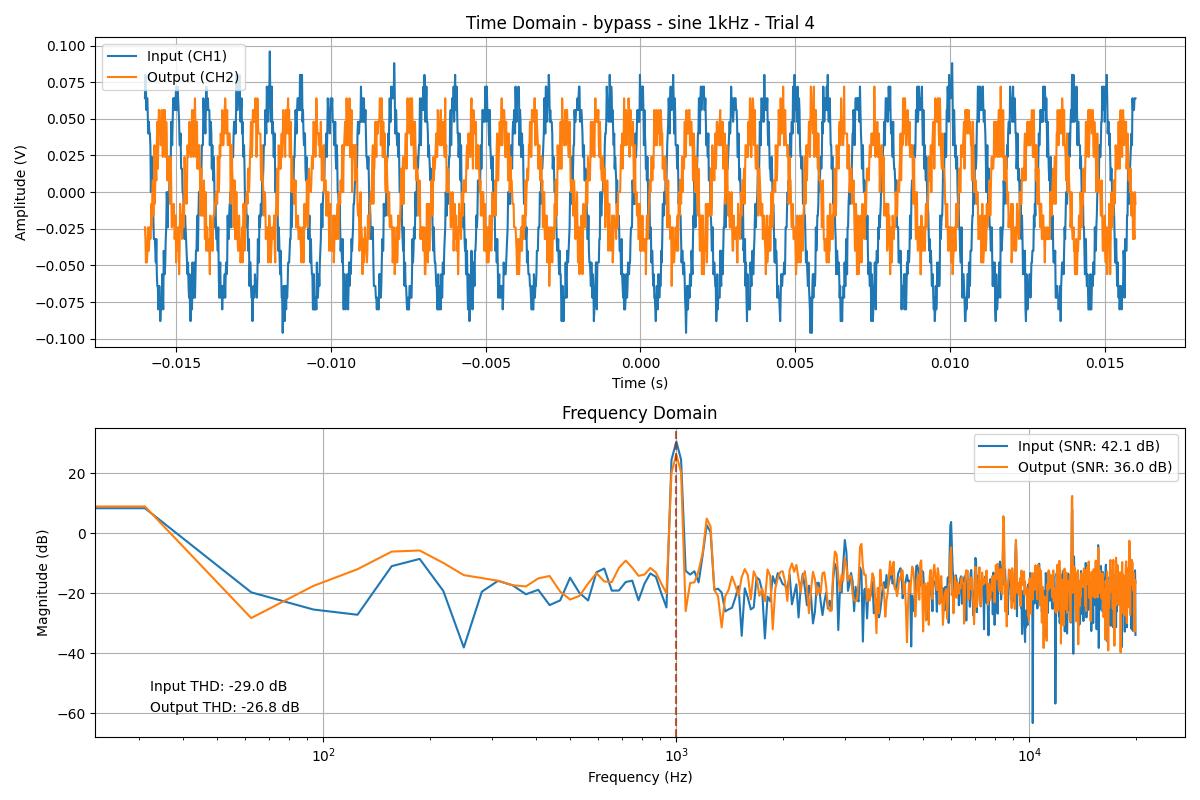 Time Domain - bypass - sine 1kHz - Trial 4
Input (CH1)
Output (CH2)
Amplitude (V)
0.100
0.075
0.050
0.025
0.000
−0.025
−0.050
−0.075
−0.100
−0.015
−0.010
−0.005
0.000
0.005
0.010
0.015
Time (s)
Frequency Domain
Input (SNR: 42.1 dB)
Output (SNR: 36.0 dB)
Magnitude (dB)
20
0
−20
−40
−60
Input THD: -29.0 dB
Output THD: -26.8 dB
10²
10³
10⁴
Frequency (Hz)